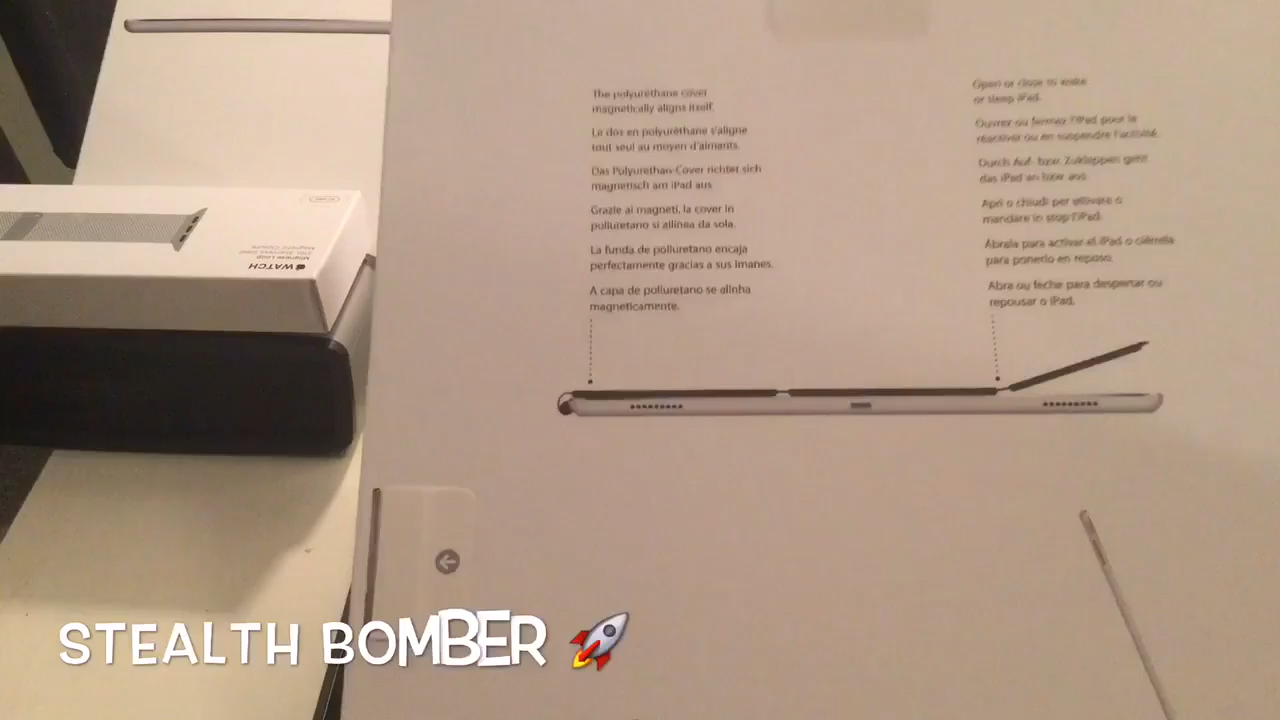 The polyurethane cover
magnetically aligns itself.
Le dos en polyuréthane s'aligne
tout seul au moyen d'aimants.
Das Polyurethan-Cover richtet sich
magnetisch am iPad aus.
Grazie ai magneti, la cover in
poliuretano si allinea da sola.
La funda de poliuretano encaja
perfectamente gracias a sus imanes.
A capa de poliuretano se alinha
magneticamente.
Open or close to wake
or sleep iPad.
Ouvrez ou fermez l'iPad pour le
réactiver ou en suspendre l'activité.
Durch Auf- bzw. Zuklappen geht
das iPad an bzw. aus.
Apri o chiudi per attivare o
mandare in stop l'iPad.
Ábrela para activar el iPad o ciérrela
para ponerlo en reposo.
Abra ou feche para despertar ou
repousar o iPad.
WATCH
Milanese Loop
Magnetic Closure
STEALTH BOMBER 🚀